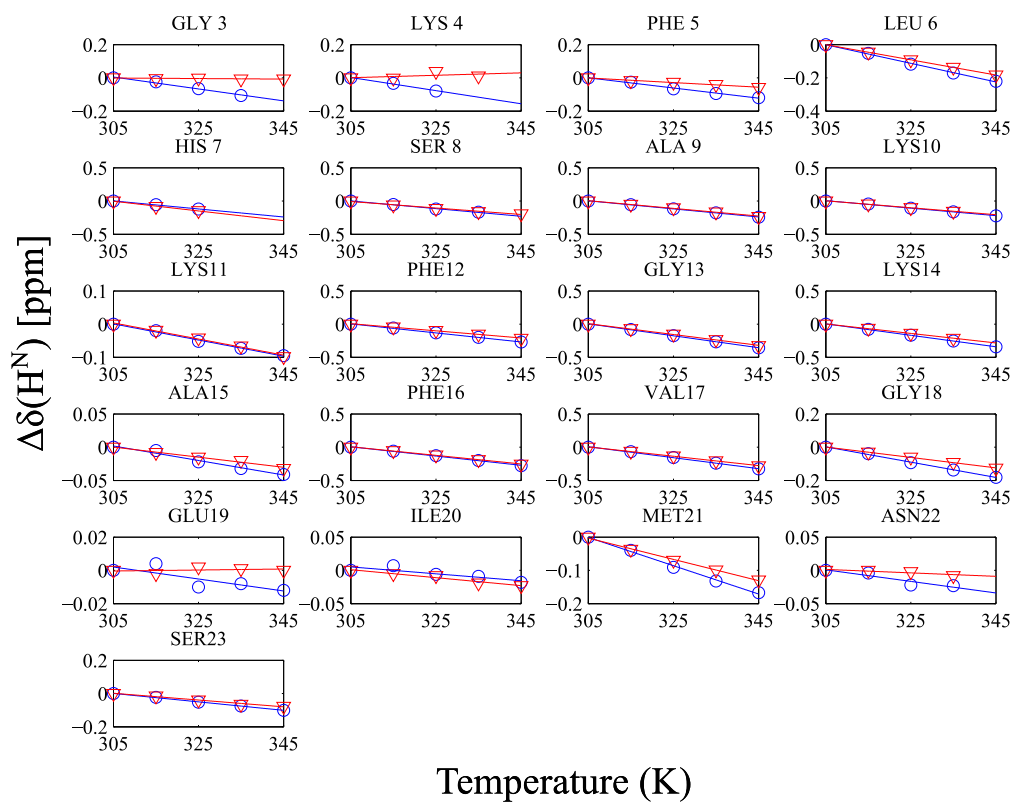 GLY 3 LYS 4 PHE 5 LEU 6
0.2 0.2 0.2 0
0 0 0 −0.2
−0.2 −0.2 −0.2 −0.4
305 325 345 305 325 345 305 325 345 305 325 345
HIS 7 SER 8 ALA 9 LYS10
0.5 0.5 0.5 0.5
0 0 0 0
−0.5 −0.5 −0.5 −0.5
305 325 345 305 325 345 305 325 345 305 325 345
LYS11 PHE12 GLY13 LYS14
0.1 0.5 0.5 0.5
0 0 0 0
−0.1 −0.5 −0.5 −0.5
305 325 345 305 325 345 305 325 345 305 325 345
ALA15 PHE16 VAL17 GLY18
0.05 0.5 0.5 0.2
0 0 0 0
−0.05 −0.5 −0.5 −0.2
305 325 345 305 325 345 305 325 345 305 325 345
GLU19 ILE20 MET21 ASN22
0.02 0.05 0 0.05
0 0 −0.1 0
−0.02 −0.05 −0.2 −0.05
305 325 345 305 325 345 305 325 345 305 325 345
SER23
0.2
0
−0.2
305 325 345
Δδ(H^N) [ppm]
Temperature (K)